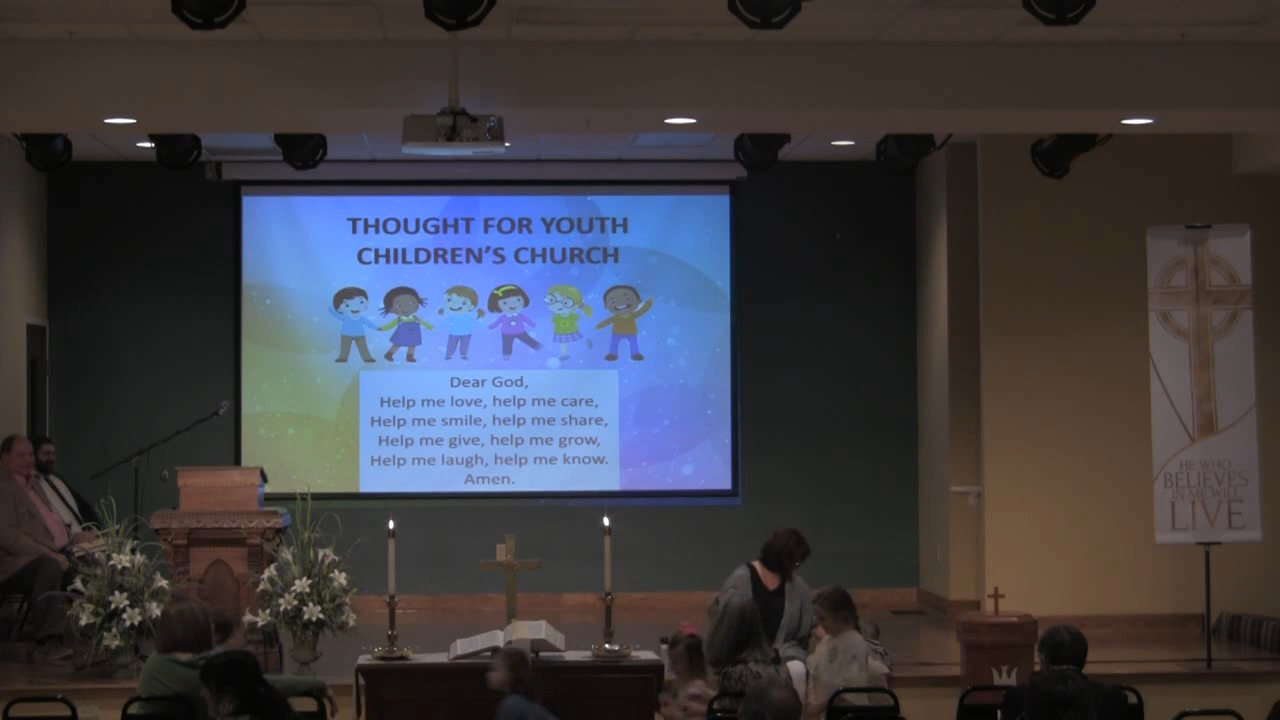 THOUGHT FOR YOUTH
CHILDREN'S CHURCH
Dear God,
Help me love, help me care,
Help me smile, help me share,
Help me give, help me grow,
Help me laugh, help me know.
Amen.
HE WHO
BELIEVES
IN ME WILL
LIVE